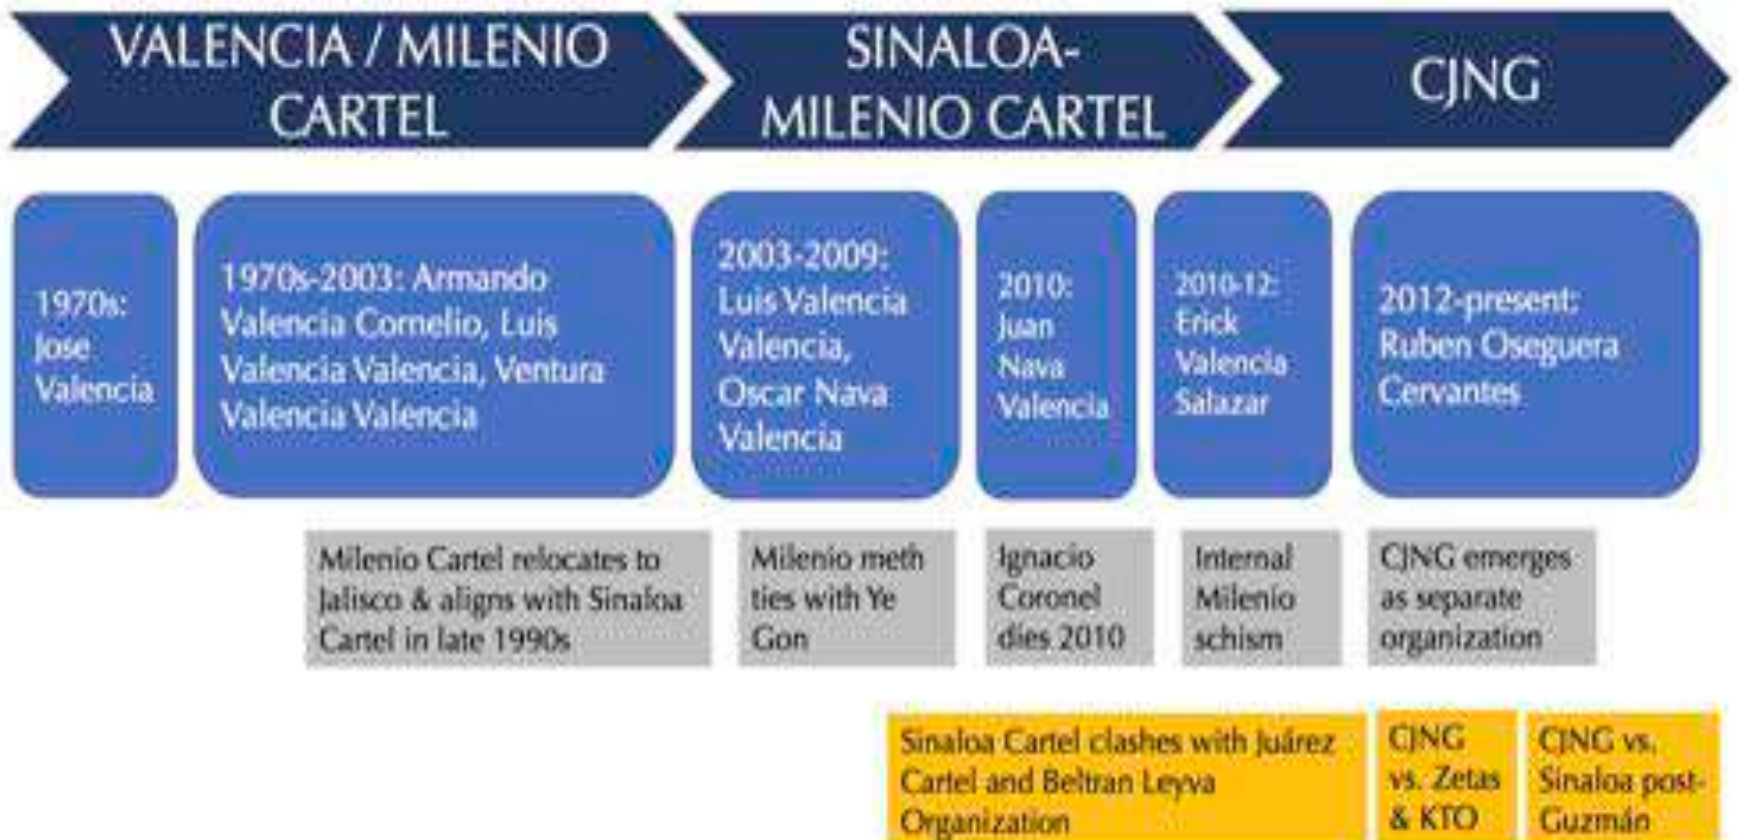 VALENCIA / MILENIO
CARTEL
SINALOA-
MILENIO CARTEL
CJNG
1970s:
Jose
Valencia
1970s-2003: Armando
Valencia Cornelio, Luis
Valencia Valencia, Ventura
Valencia Valencia
2003-2009:
Luis Valencia
Valencia,
Oscar Nava
Valencia
2010:
Juan
Nava
Valencia
2010-12:
Erick
Valencia
Salazar
2012-present:
Ruben Oseguera
Cervantes
Milenio Cartel relocates to
Jalisco & aligns with Sinaloa
Cartel in late 1990s
Milenio meth
ties with Ye
Gon
Ignacio
Coronel
dies 2010
Internal
Milenio
schism
CJNG emerges
as separate
organization
Sinaloa Cartel clashes with Juárez
Cartel and Beltran Leyva
Organization
CJNG
vs. Zetas
& KTO
CJNG vs.
Sinaloa post-
Guzmán